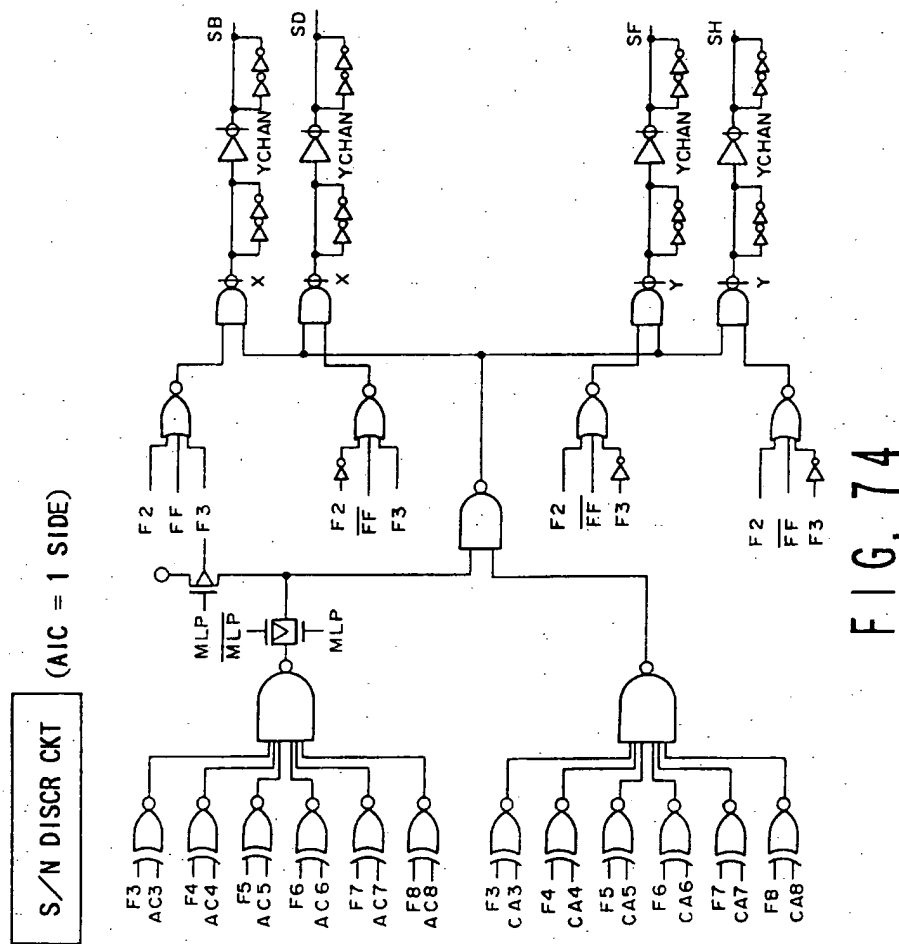 S/N DISCR CKT
(AIC = 1 SIDE)
F3
AC3
F4
AC4
F5
AC5
F6
AC6
F7
AC7
F8
AC8
F3
CA3
F4
CA4
F5
CA5
F6
CA6
F7
CA7
F8
CA8
MLP
MLP
MLP
F2
FF
F3
F2
FF
F3
F2
FF
F3
F2
FF
F3
X
YCHAN
SB
X
YCHAN
SD
Y
YCHAN
SF
Y
YCHAN
SH
FIG. 74